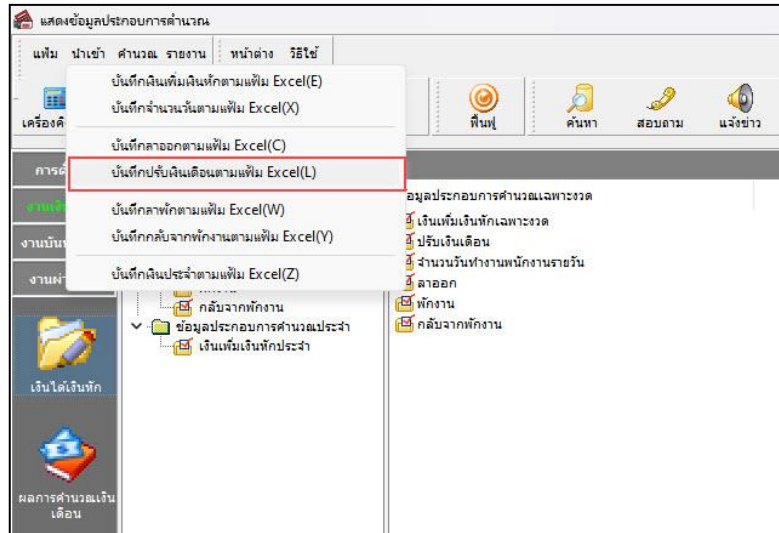 แสดงข้อมูลประกอบการคำนวณ
แฟ้ม นำเข้า คำนวณ รายงาน หน้าต่าง วิธีใช้
บันทึกเงินเพิ่มเงินหักตามแฟ้ม Excel(E)
บันทึกจำนวนวันตามแฟ้ม Excel(X)
บันทึกลาออกตามแฟ้ม Excel(C)
บันทึกปรับเงินเดือนตามแฟ้ม Excel(L)
บันทึกลาพักตามแฟ้ม Excel(W)
บันทึกกลับจากพักงานตามแฟ้ม Excel(Y)
บันทึกเงินประจำตามแฟ้ม Excel(Z)
ฟื้นฟู ค้นหา สอบถาม แจ้งข่าว
เงินได้เงินหัก
ผลการคำนวณเงินเดือน
กลับจากพักงาน
ข้อมูลประกอบการคำนวณประจำ
เงินเพิ่มเงินหักประจำ
อมูลประกอบการคำนวณเฉพาะงวด
เงินเพิ่มเงินหักเฉพาะงวด
ปรับเงินเดือน
จำนวนวันทำงานพนักงานรายวัน
ลาออก
พักงาน
กลับจากพักงาน